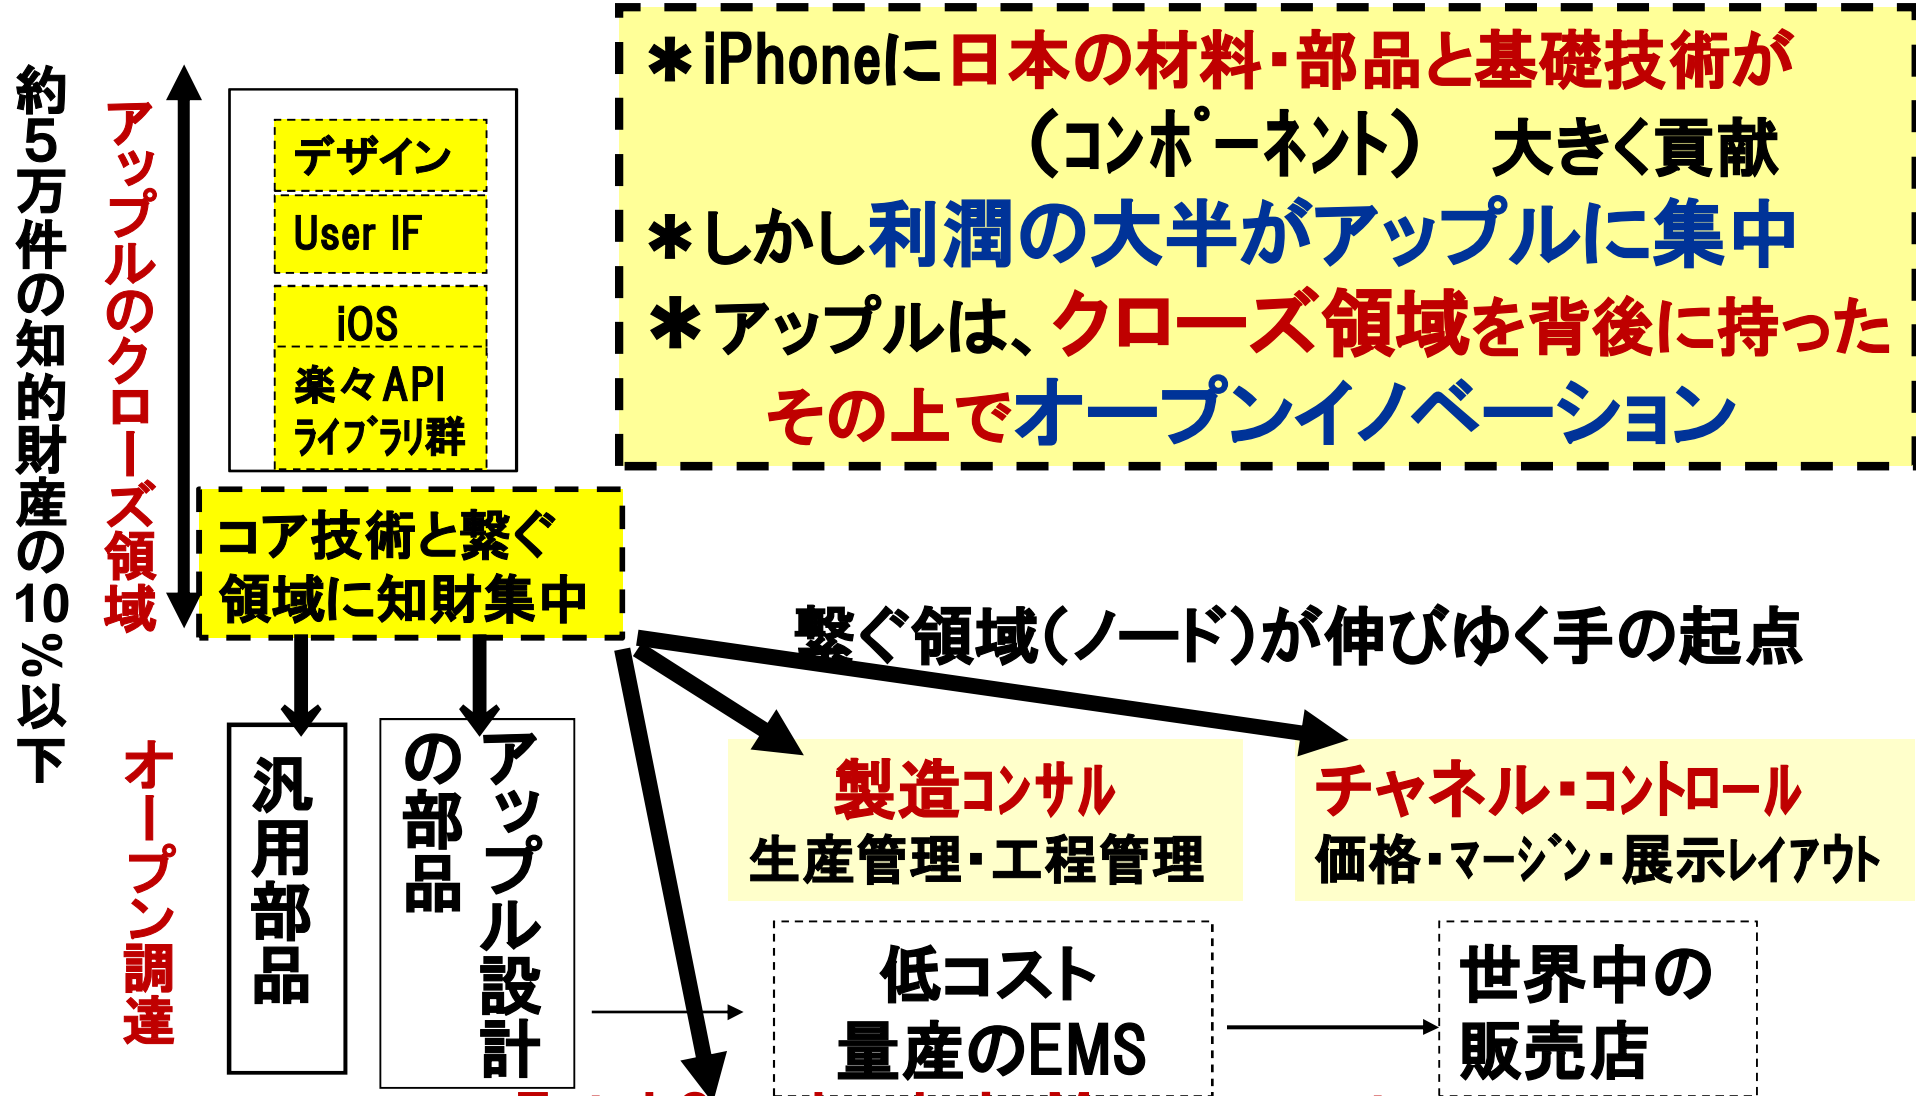 約5万件の知的財産の10%以下
アップルのクローズ領域
デザイン
User IF
iOS
楽々API
ライブラリ群
コア技術と繋ぐ
領域に知財集中
＊iPhoneに日本の材料・部品と基礎技術が
（コンポーネント）　大きく貢献
＊しかし利潤の大半がアップルに集中
＊アップルは、クローズ領域を背後に持った
その上でオープンイノベーション
繋ぐ領域（ノード）が伸びゆく手の起点
オープン調達
汎用部品
アップル設計
の部品
製造コンサル
生産管理・工程管理
チャネル・コントロール
価格・マージン・展示レイアウト
低コスト
量産のEMS
世界中の
販売店